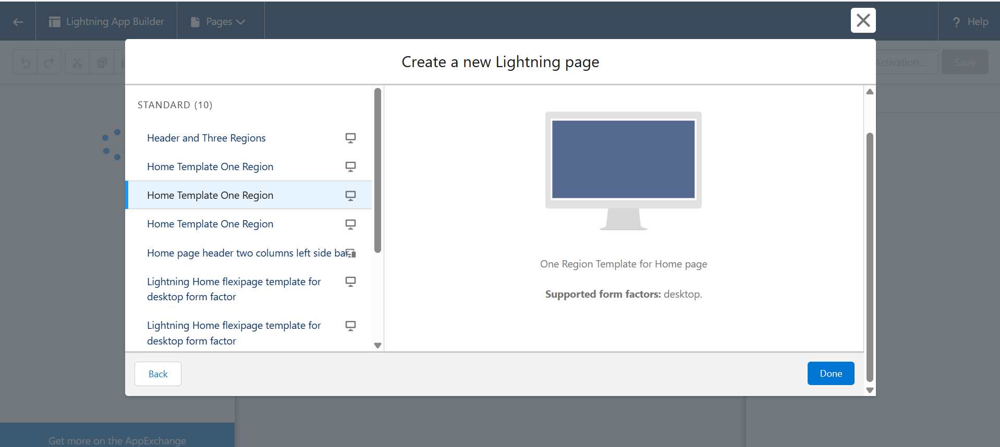 Lightning App Builder
Pages
? Help
Activation...
Save
Create a new Lightning page
STANDARD (10)
Header and Three Regions
Home Template One Region
Home Template One Region
Home Template One Region
Home page header two columns left side bar
Lightning Home flexipage template for
desktop form factor
Lightning Home flexipage template for
desktop form factor
One Region Template for Home page
Supported form factors: desktop.
Back
Done
Get more on the AppExchange